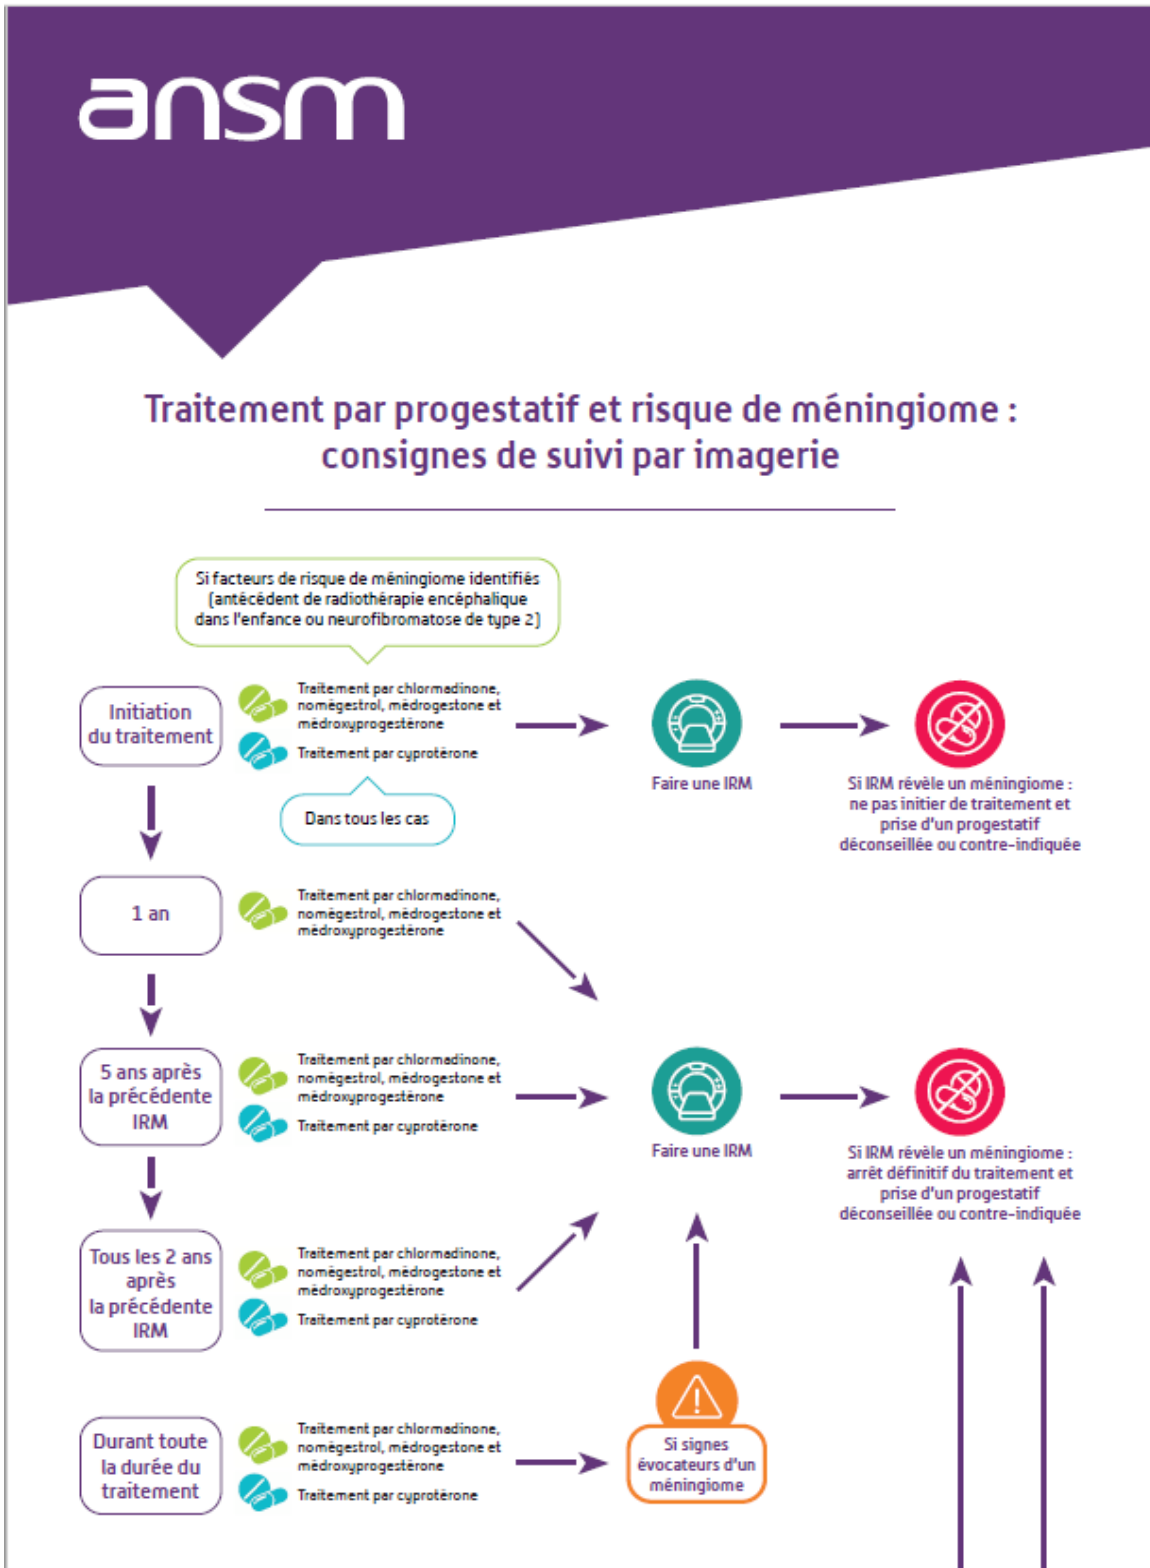 ansm
Traitement par progestatif et risque de méningiome :
consignes de suivi par imagerie
Si facteurs de risque de méningiome identifiés
(antécédent de radiothérapie encéphalique
dans l'enfance ou neurofibromatose de type 2)
Initiation
du traitement
Traitement par chlormadinone,
nomégestrol, médrogestone et
médroxyprogestérone
Traitement par cyprotérone
Dans tous les cas
Faire une IRM
Si IRM révèle un méningiome :
ne pas initier de traitement et
prise d'un progestatif
déconseillée ou contre-indiquée
1 an
Traitement par chlormadinone,
nomégestrol, médrogestone et
médroxyprogestérone
5 ans après
la précédente
IRM
Traitement par chlormadinone,
nomégestrol, médrogestone et
médroxyprogestérone
Traitement par cyprotérone
Faire une IRM
Si IRM révèle un méningiome :
arrêt définitif du traitement et
prise d'un progestatif
déconseillée ou contre-indiquée
Tous les 2 ans
après
la précédente
IRM
Traitement par chlormadinone,
nomégestrol, médrogestone et
médroxyprogestérone
Traitement par cyprotérone
Durant toute
la durée du
traitement
Traitement par chlormadinone,
nomégestrol, médrogestone et
médroxyprogestérone
Traitement par cyprotérone
Si signes
évocateurs d'un
méningiome